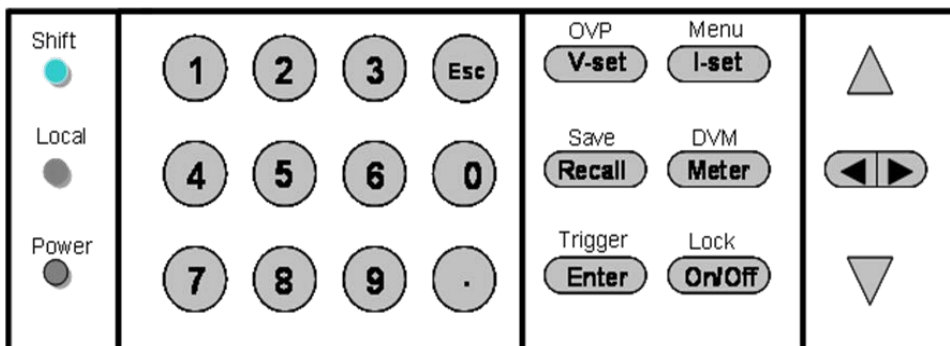 Shift
Local
Power
1 2 3 Esc
4 5 6 0
7 8 9 .
OVP Menu
V-set I-set
Save DVM
Recall Meter
Trigger Lock
Enter On/Off